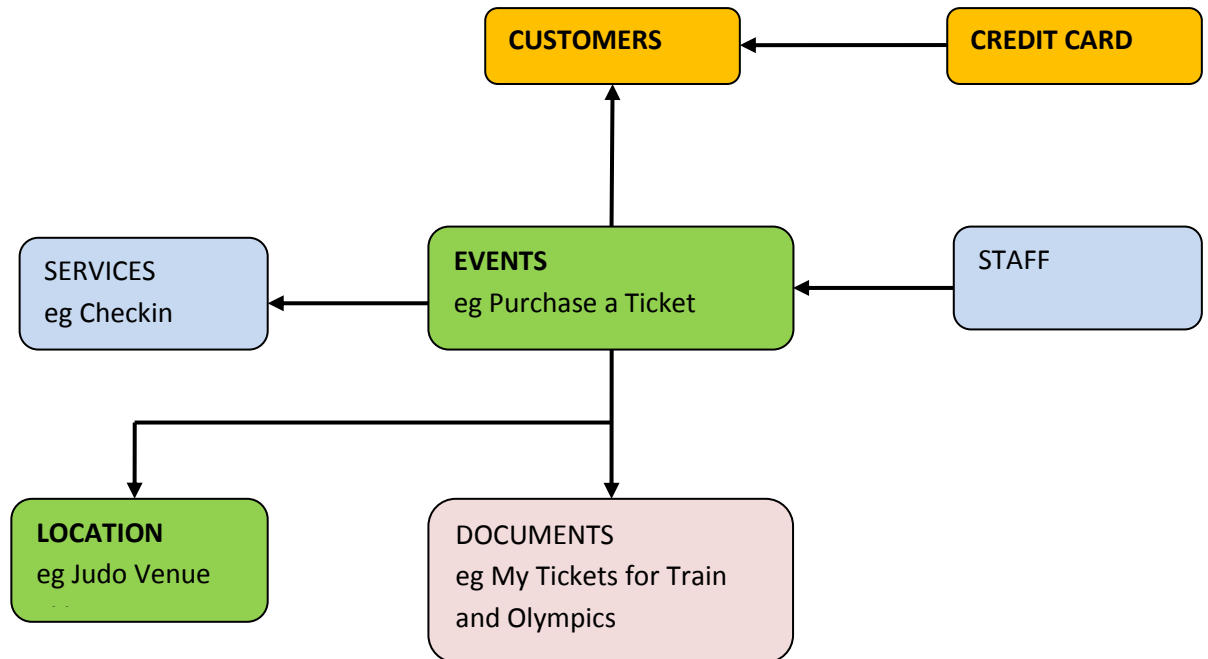 CUSTOMERS
CREDIT CARD
SERVICES
eg Checkin
EVENTS
eg Purchase a Ticket
STAFF
LOCATION
eg Judo Venue
DOCUMENTS
eg My Tickets for Train
and Olympics